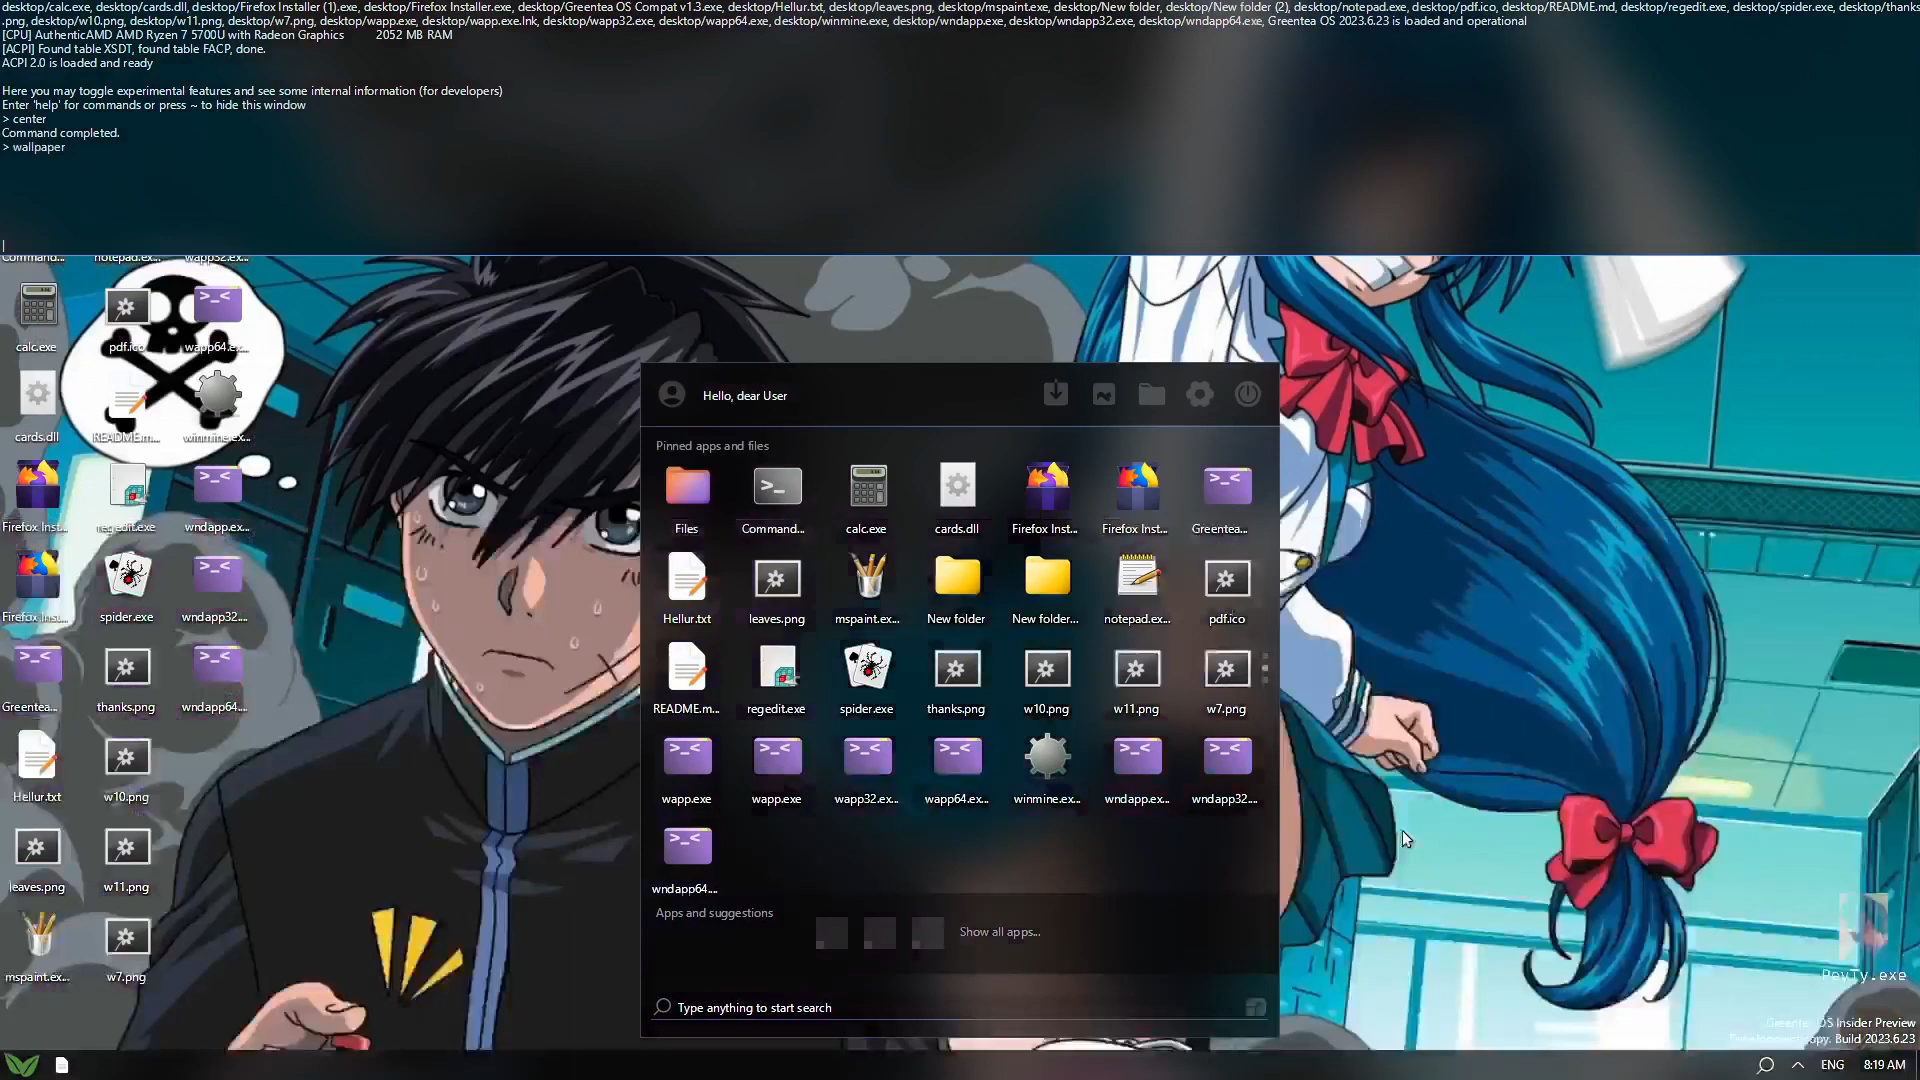 desktop/calc.exe, desktop/cards.dll, desktop/Firefox Installer (1).exe, desktop/Firefox Installer.exe, desktop/Greentea OS Compat v1.3.exe, desktop/Hellur.txt, desktop/leaves.png, desktop/mspaint.exe, desktop/New folder, desktop/New folder (2), desktop/notepad.exe, desktop/pdf.ico, desktop/README.md, desktop/regedit.exe, desktop/spider.exe, desktop/thanks
.png, desktop/w10.png, desktop/w11.png, desktop/w7.png, desktop/wapp.exe, desktop/wapp.exe.lnk, desktop/wapp32.exe, desktop/wapp64.exe, desktop/winmine.exe, desktop/wndapp.exe, desktop/wndapp32.exe, desktop/wndapp64.exe, Greentea OS 2023.6.23 is loaded and operational
[CPU] AuthenticAMD AMD Ryzen 7 5700U with Radeon Graphics 2052 MB RAM
[ACPI] Found table XSDT, found table FACP, done.
ACPI 2.0 is loaded and ready
Here you may toggle experimental features and see some internal information (for developers)
Enter 'help' for commands or press ~ to hide this window
> center
Command completed.
> wallpaper
Command... notepad.ex... wapp32.ex...
calc.exe pdf.ico wapp64.ex...
cards.dll README.m... winmine.ex...
Firefox Inst... regedit.exe wndapp.ex...
Firefox Inst... spider.exe wndapp32....
Greentea... thanks.png wndapp64....
Hellur.txt w10.png
leaves.png w11.png
mspaint.ex... w7.png
Hello, dear User
Pinned apps and files
Files Command... calc.exe cards.dll Firefox Inst... Firefox Inst... Greentea...
Hellur.txt leaves.png mspaint.ex... New folder New folder... notepad.ex... pdf.ico
README.m... regedit.exe spider.exe thanks.png w10.png w11.png w7.png
wapp.exe wapp.exe wapp32.ex... wapp64.ex... winmine.ex... wndapp.ex... wndapp32....
wndapp64....
Apps and suggestions
Show all apps...
Type anything to start search
PevTy.exe
Greentea OS Insider Preview
copy. Build 2023.6.23
ENG 8:19 AM